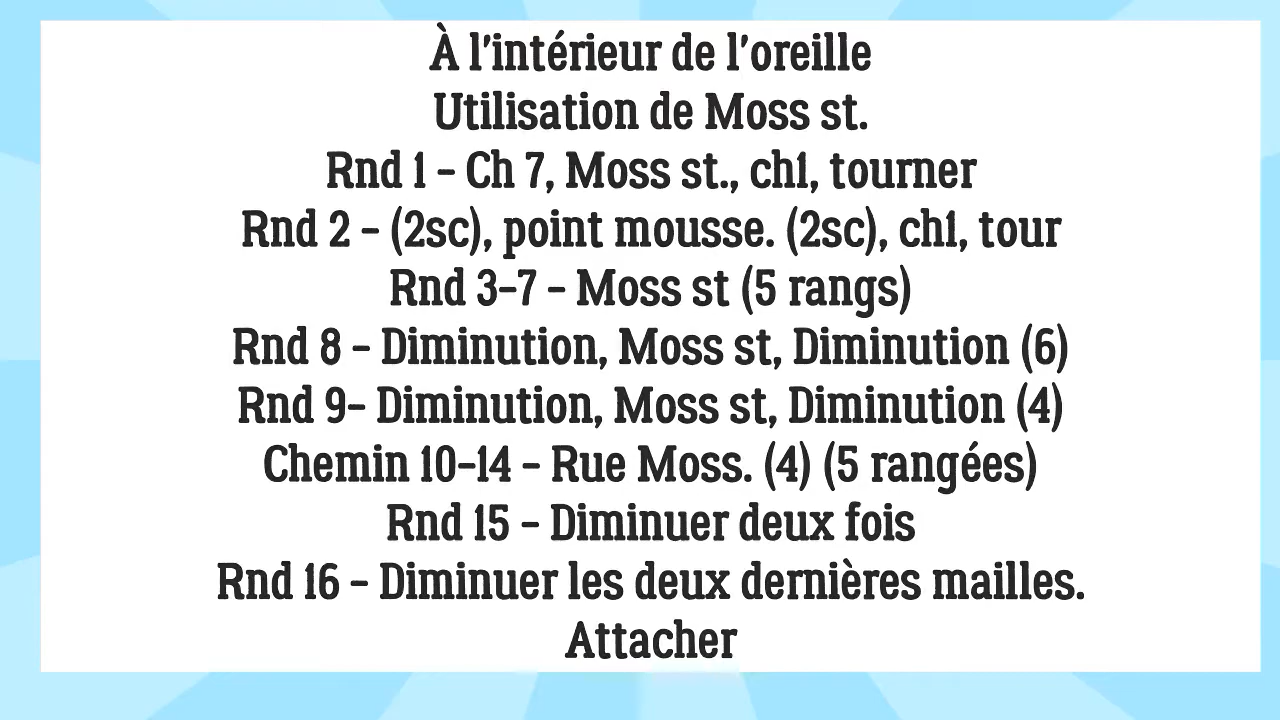 À l'intérieur de l'oreille
Utilisation de Moss st.
Rnd 1 - Ch 7, Moss st., ch1, tourner
Rnd 2 - (2sc), point mousse. (2sc), ch1, tour
Rnd 3-7 - Moss st (5 rangs)
Rnd 8 - Diminution, Moss st, Diminution (6)
Rnd 9- Diminution, Moss st, Diminution (4)
Chemin 10-14 - Rue Moss. (4) (5 rangées)
Rnd 15 - Diminuer deux fois
Rnd 16 - Diminuer les deux dernières mailles.
Attacher